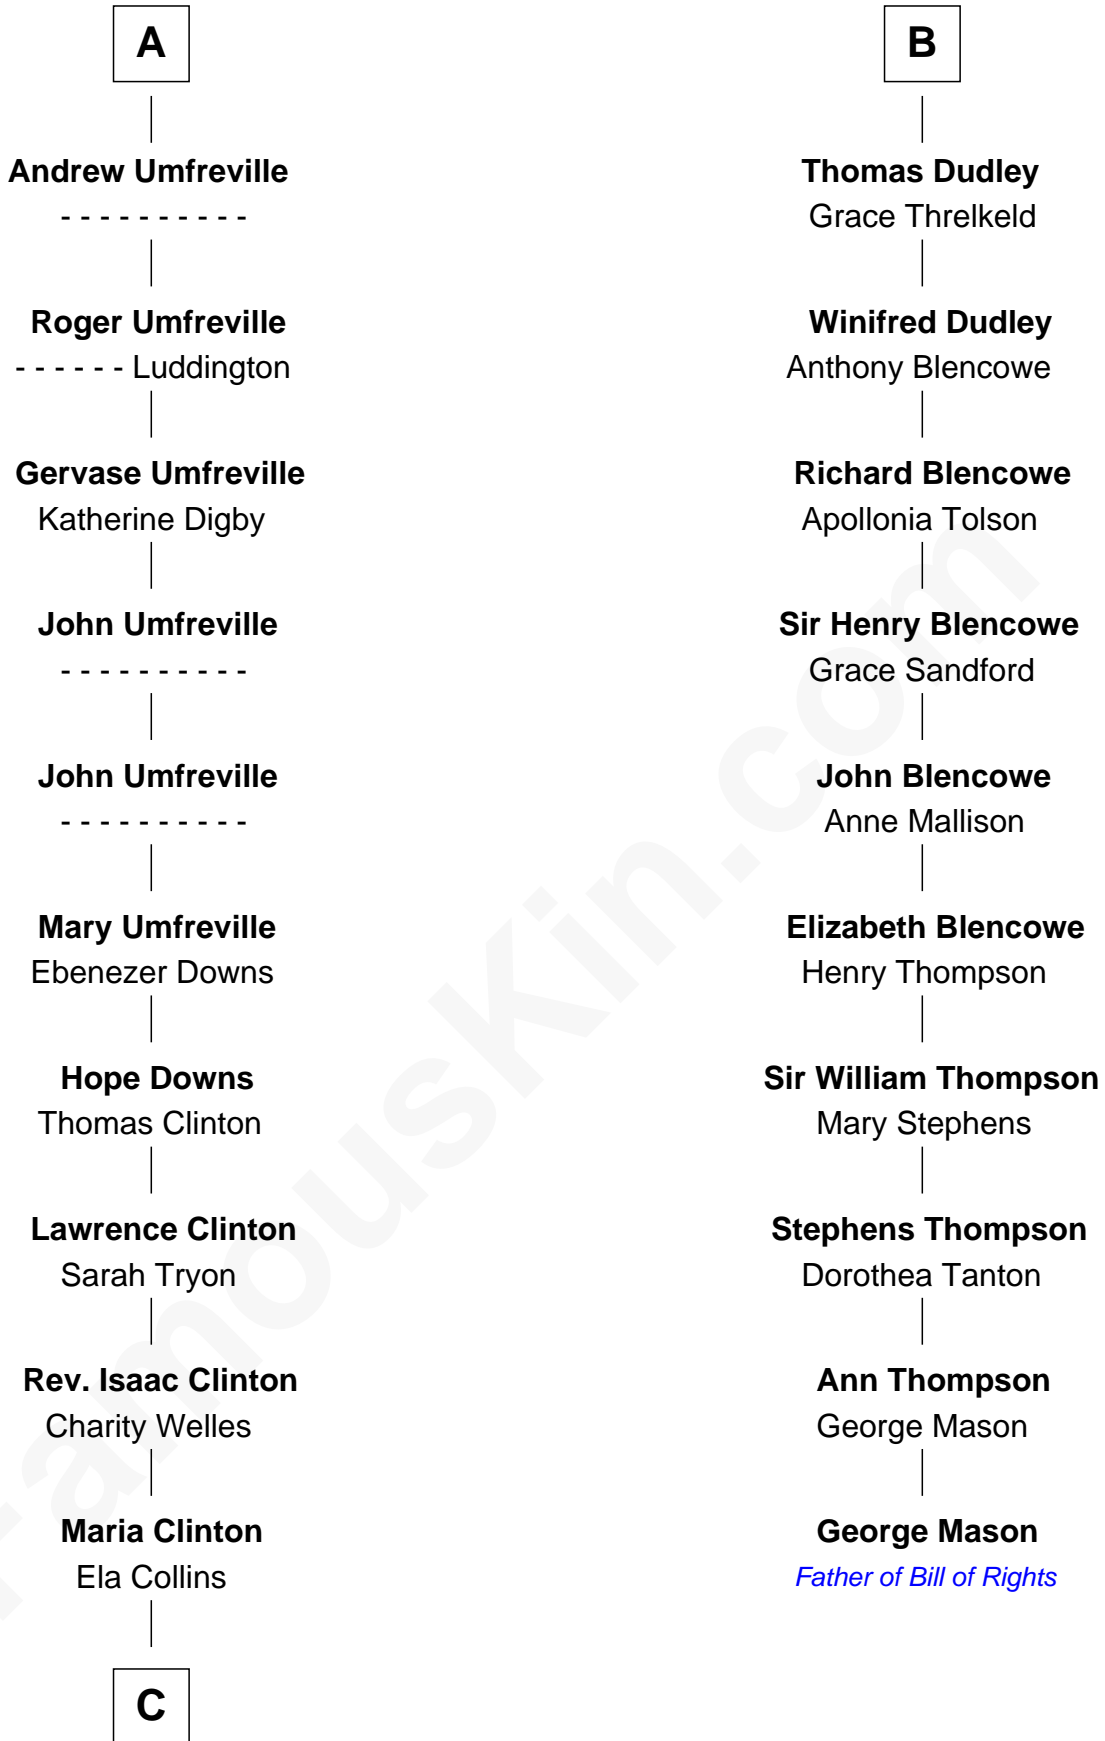 A
Andrew Umfreville
- - - - - - - - - -
Roger Umfreville
- - - - - - Luddington
Gervase Umfreville
Katherine Digby
John Umfreville
- - - - - - - - - -
John Umfreville
- - - - - - - - - -
Mary Umfreville
Ebenezer Downs
Hope Downs
Thomas Clinton
Lawrence Clinton
Sarah Tryon
Rev. Isaac Clinton
Charity Welles
Maria Clinton
Ela Collins
C
B
Thomas Dudley
Grace Threlkeld
Winifred Dudley
Anthony Blencowe
Richard Blencowe
Apollonia Tolson
Sir Henry Blencowe
Grace Sandford
John Blencowe
Anne Mallison
Elizabeth Blencowe
Henry Thompson
Sir William Thompson
Mary Stephens
Stephens Thompson
Dorothea Tanton
Ann Thompson
George Mason
George Mason
Father of Bill of Rights
FamousKin.com